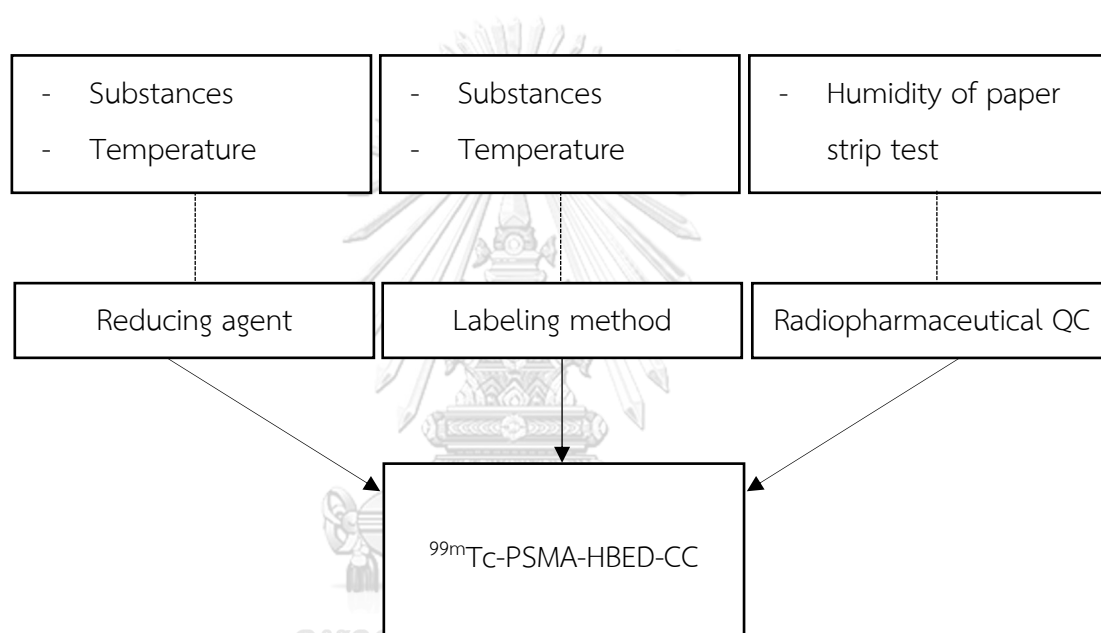 - Substances
- Temperature
- Substances
- Temperature
- Humidity of paper
strip test
Reducing agent
Labeling method
Radiopharmaceutical QC
⁹⁹ᵐTc-PSMA-HBED-CC